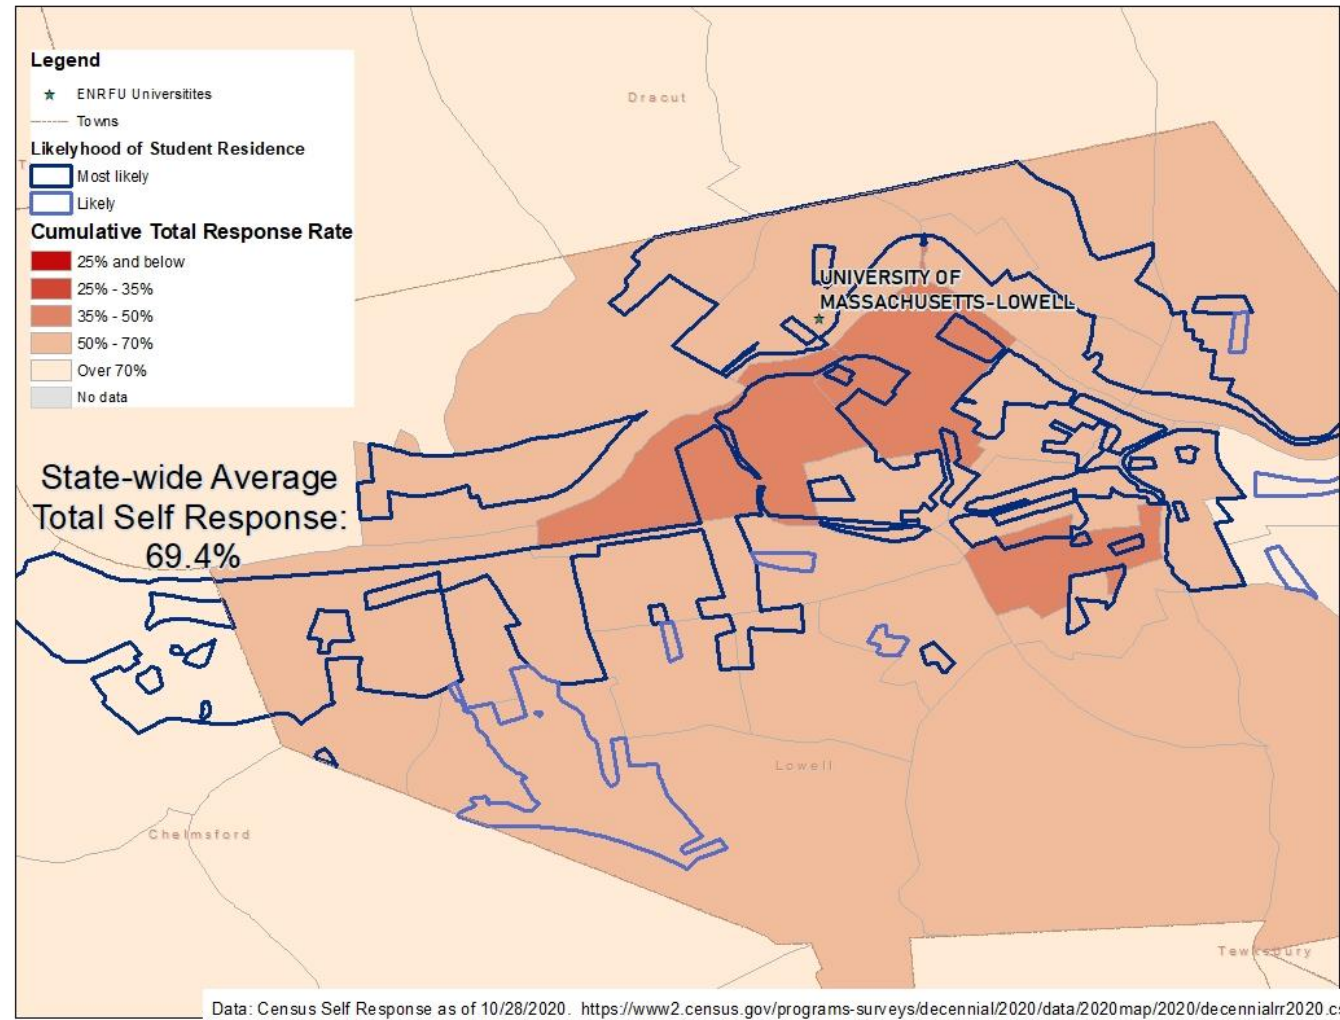 Legend
ENRFU Universitites
Towns
Likelyhood of Student Residence
Most likely
Likely
Cumulative Total Response Rate
25% and below
25% - 35%
35% - 50%
50% - 70%
Over 70%
No data
Dracut
UNIVERSITY OF
MASSACHUSETTS-LOWELL
State-wide Average
Total Self Response:
69.4%
Lowell
Chelmsford
Tewksbury
Data: Census Self Response as of 10/28/2020. https://www2.census.gov/programs-surveys/decennial/2020/data/2020map/2020/decennialrr2020.c